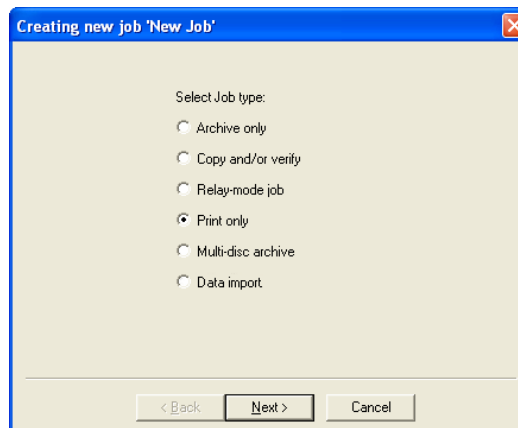 Creating new job 'New Job'
Select Job type:
Archive only
Copy and/or verify
Relay-mode job
Print only
Multi-disc archive
Data import
< Back Next > Cancel